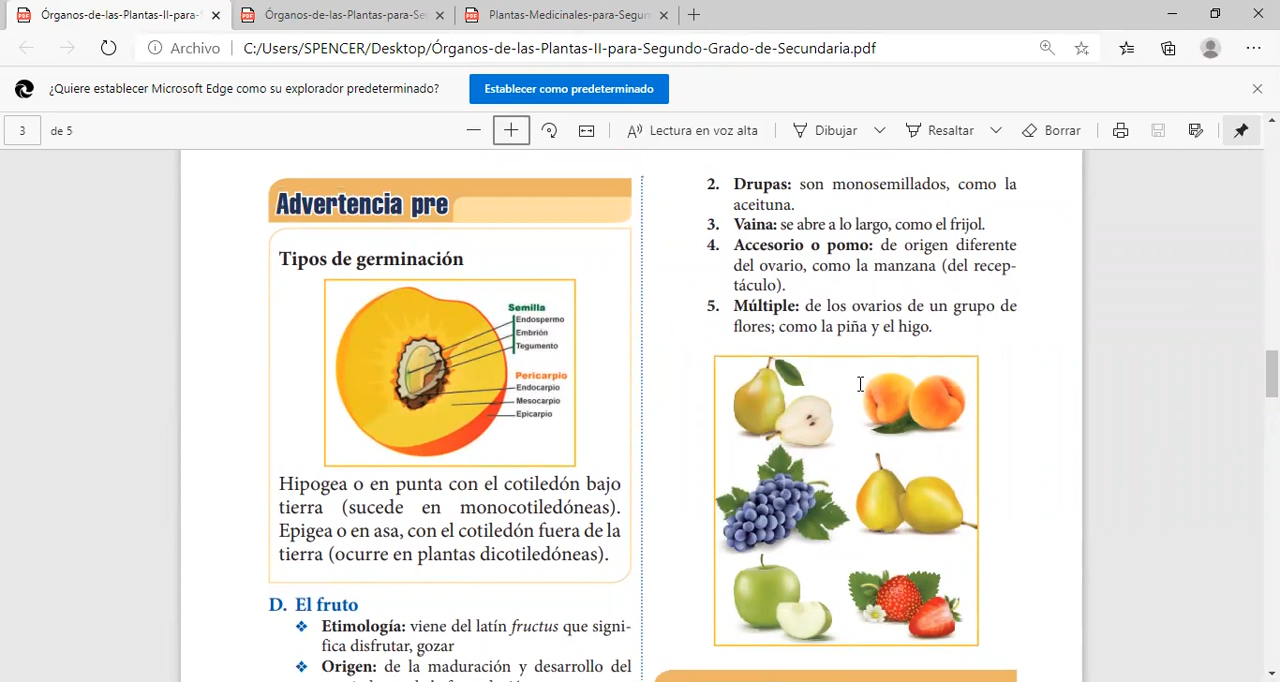 Órganos-de-las-Plantas-II-para-
Órganos-de-las-Plantas-para-Se
Plantas-Medicinales-para-Segun
Archivo
C:/Users/SPENCER/Desktop/Órganos-de-las-Plantas-II-para-Segundo-Grado-de-Secundaria.pdf
¿Quiere establecer Microsoft Edge como su explorador predeterminado?
Establecer como predeterminado
3 de 5
Lectura en voz alta
Dibujar
Resaltar
Borrar
Advertencia pre
Tipos de germinación
Semilla
Endospermo
Embrión
Tegumento
Pericarpio
Endocarpio
Mesocarpio
Epicarpio
Hipogea o en punta con el cotiledón bajo
tierra (sucede en monocotiledóneas).
Epigea o en asa, con el cotiledón fuera de la
tierra (ocurre en plantas dicotiledóneas).
D. El fruto
Etimología: viene del latín fructus que signi-
fica disfrutar, gozar
Origen: de la maduración y desarrollo del
2. Drupas: son monosemillados, como la
aceituna.
3. Vaina: se abre a lo largo, como el frijol.
4. Accesorio o pomo: de origen diferente
del ovario, como la manzana (del recep-
táculo).
5. Múltiple: de los ovarios de un grupo de
flores; como la piña y el higo.